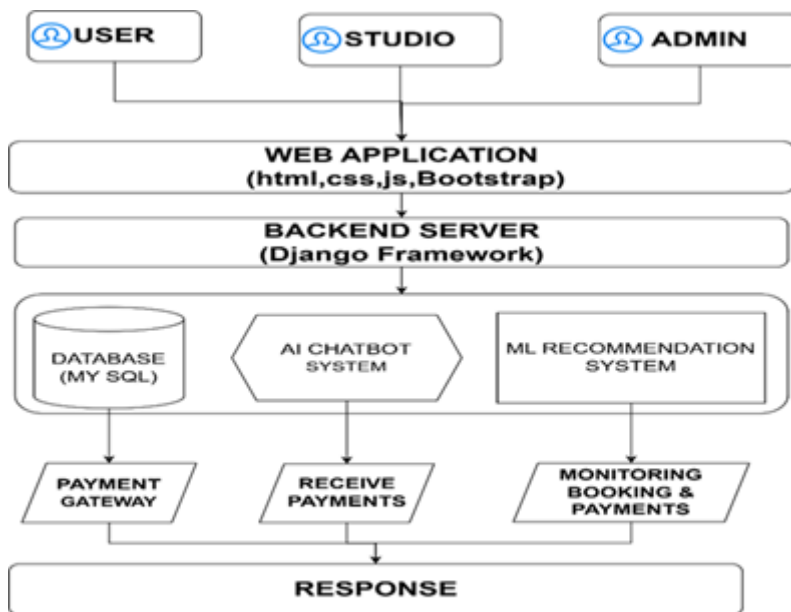 USER
STUDIO
ADMIN
WEB APPLICATION
(html,css,js,Bootstrap)
BACKEND SERVER
(Django Framework)
DATABASE
(MY SQL)
AI CHATBOT
SYSTEM
ML RECOMMENDATION
SYSTEM
PAYMENT
GATEWAY
RECEIVE
PAYMENTS
MONITORING
BOOKING &
PAYMENTS
RESPONSE